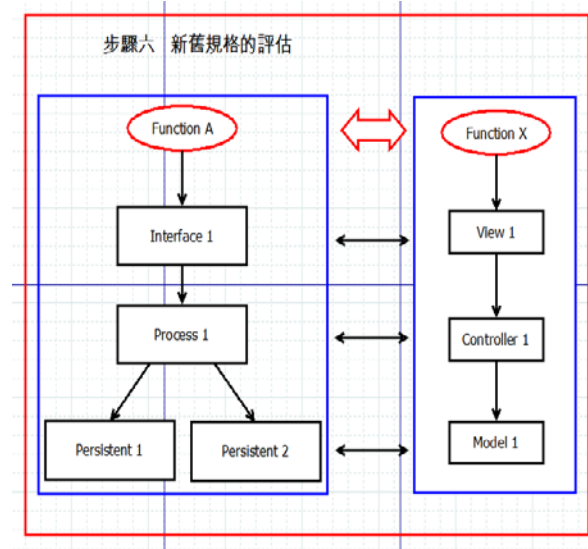 步驟六 新舊規格的評估
Function A
Function X
Interface 1
View 1
Process 1
Controller 1
Persistent 1
Persistent 2
Model 1